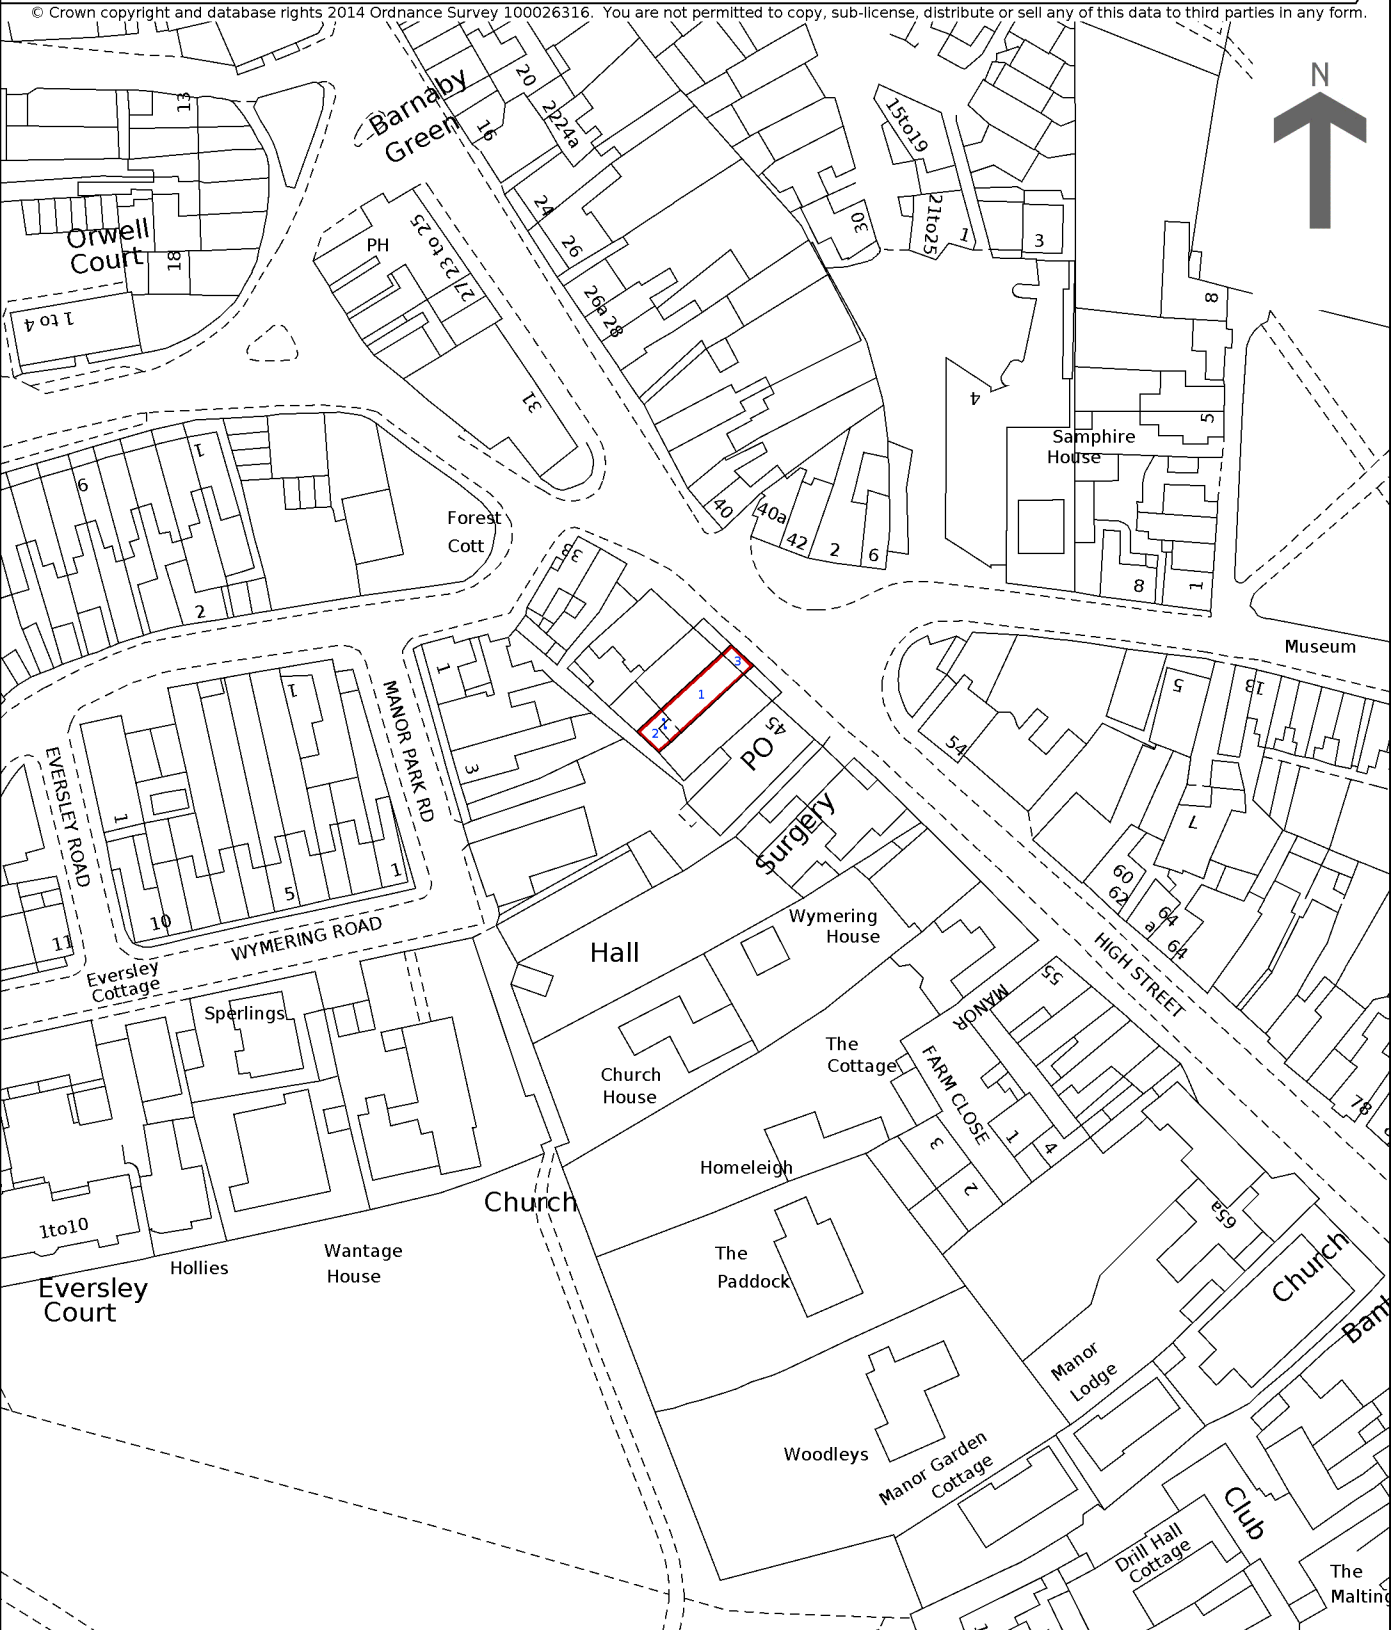 © Crown copyright and database rights 2014 Ordnance Survey 100026316.  You are not permitted to copy, sub-license, distribute or sell any of this data to third parties in any form.
N
13
20
Barnaby
Green
16
22
24a
15to19
24
26
30
21to25
1
3
Orwell
Court
18
PH
23 to 25
27
26a
28
8
1 to 4
31
4
5
Samphire
House
1
6
40
40a
42
2
6
Forest
Cott
33
3
8
1
2
Museum
1
1
MANOR PARK RD
3
1
2
5
13
45
PO
54
3
EVERSLEY ROAD
1
Surgery
7
1
5
10
60
62
64
a
64
11
WYMERING ROAD
Wymering
House
Hall
HIGH STREET
Eversley
Cottage
Sperlings
55
MANOR
FARM CLOSE
The
Cottage
Church
House
78
1
4
3
2
Homeleigh
Church
65a
1to10
Wantage
House
Hollies
The
Paddock
Church
Eversley
Court
Bank
Manor
Lodge
Woodleys
Manor Garden
Cottage
Club
Drill Hall
Cottage
The
Malting